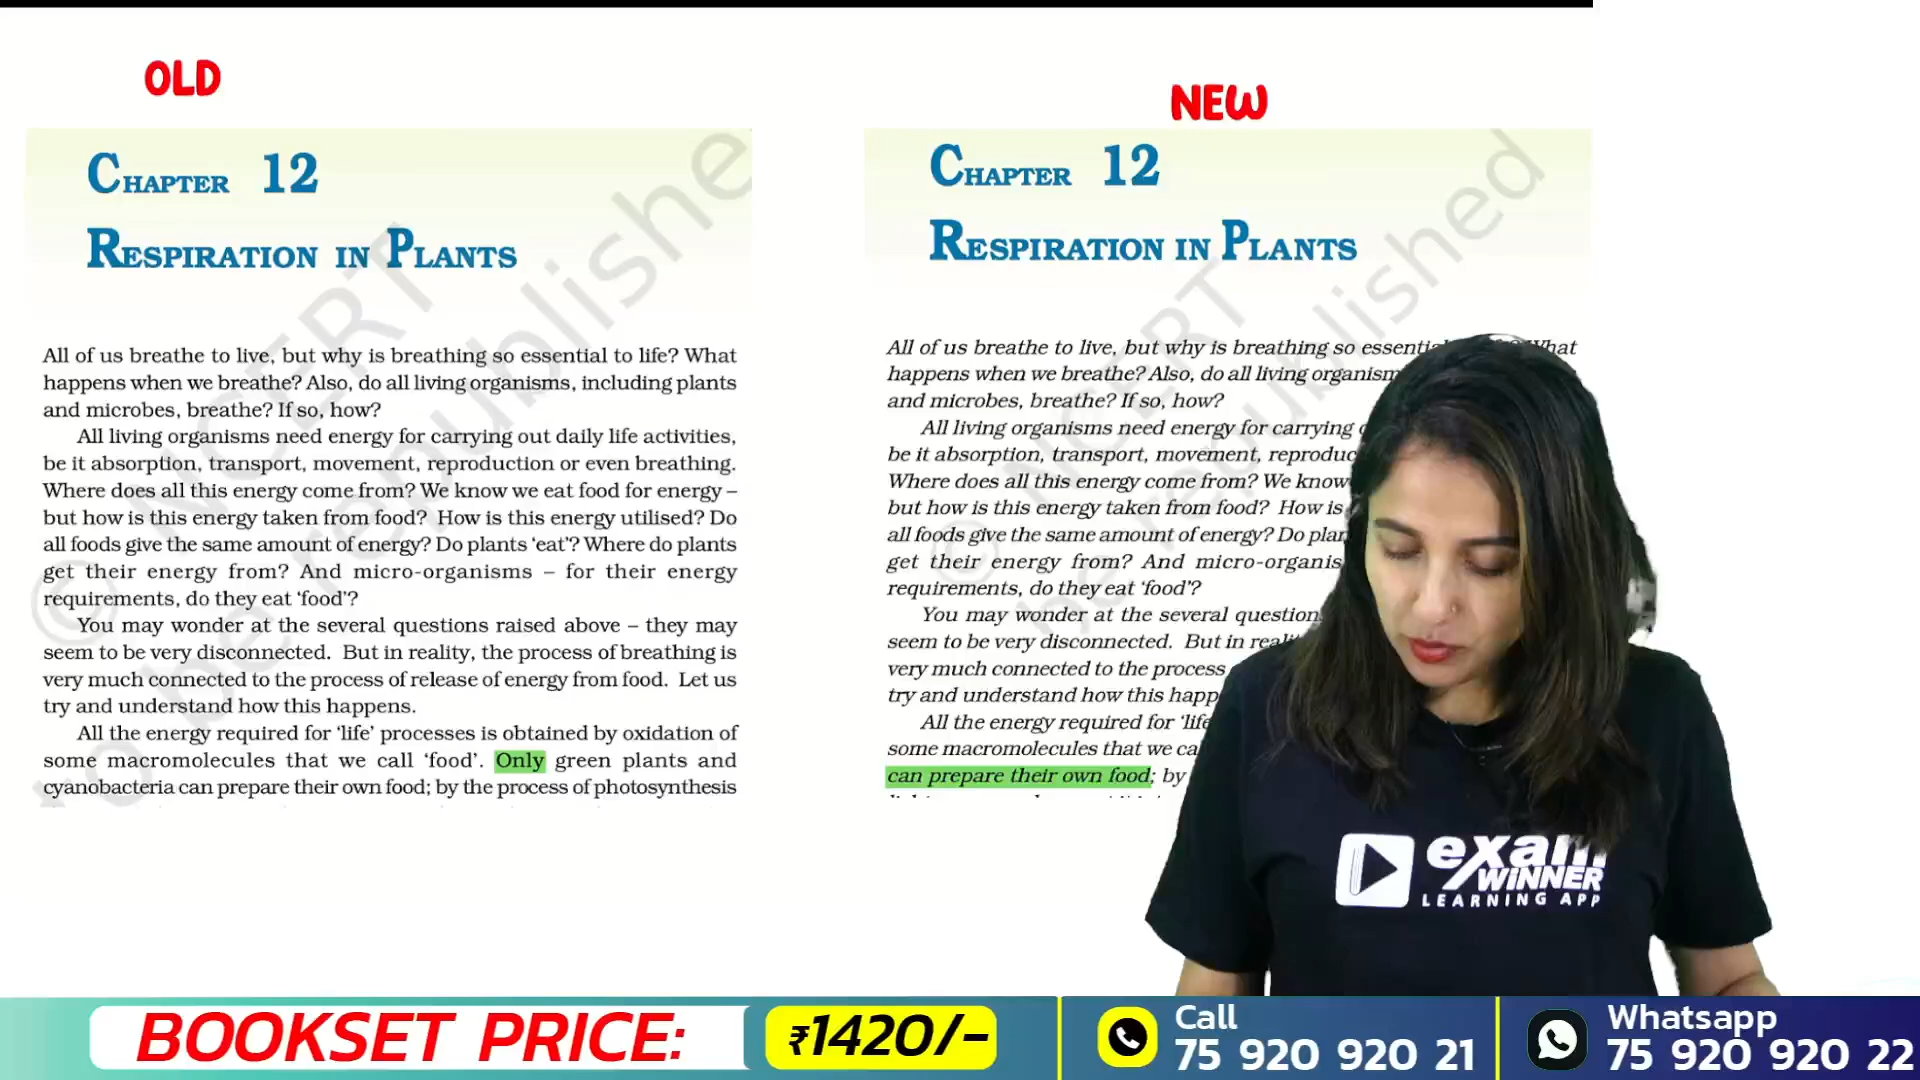 OLD
CHAPTER 12
RESPIRATION IN PLANTS
All of us breathe to live, but why is breathing so essential to life? What
happens when we breathe? Also, do all living organisms, including plants
and microbes, breathe? If so, how?
All living organisms need energy for carrying out daily life activities,
be it absorption, transport, movement, reproduction or even breathing.
Where does all this energy come from? We know we eat food for energy –
but how is this energy taken from food? How is this energy utilised? Do
all foods give the same amount of energy? Do plants ‘eat’? Where do plants
get their energy from? And micro-organisms – for their energy
requirements, do they eat ‘food’?
You may wonder at the several questions raised above – they may
seem to be very disconnected. But in reality, the process of breathing is
very much connected to the process of release of energy from food. Let us
try and understand how this happens.
All the energy required for ‘life’ processes is obtained by oxidation of
some macromolecules that we call ‘food’. Only green plants and
cyanobacteria can prepare their own food; by the process of photosynthesis
© NCERT
be republished
NEW
CHAPTER 12
RESPIRATION IN PLANTS
All of us breathe to live, but why is breathing so What
happens when we breathe? Also, do all living
and microbes, breathe? If so, how?
All living organisms need energy for carrying
be it absorption, transport, movement,
Where does all this energy come from? We know
but how is this energy taken from food? How is
all foods give the same amount of energy? Do
get their energy from? And
requirements, do they eat ‘food’?
You may wonder at the several
seem to be very disconnected. But in
very much connected to the process
try and understand how this
All the energy required for
some macromolecules that we
can prepare their own food; by
© NCERT
be republished
exam
WINNER
LEARNING APP
BOOKSET PRICE: ₹1420/-
Call
75 920 920 21
Whatsapp
75 920 920 22